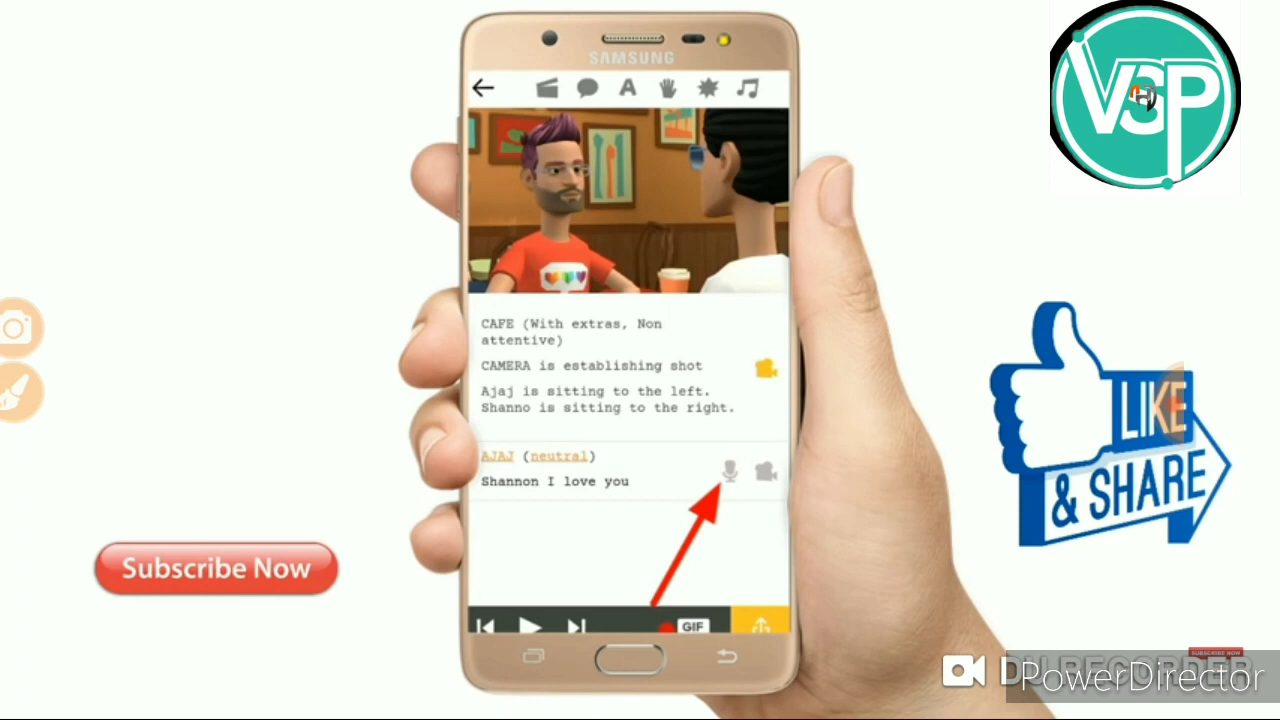 SAMSUNG
A
CAFE (With extras, Non
attentive)
CAMERA is establishing shot
Ajaj is sitting to the left.
Shanno is sitting to the right.
AJAJ (neutral)
Shannon I love you
GIF
VSP
LIKE
& SHARE
Subscribe Now
SUBSCRIBE NOW
DU RECORDER
PowerDirector